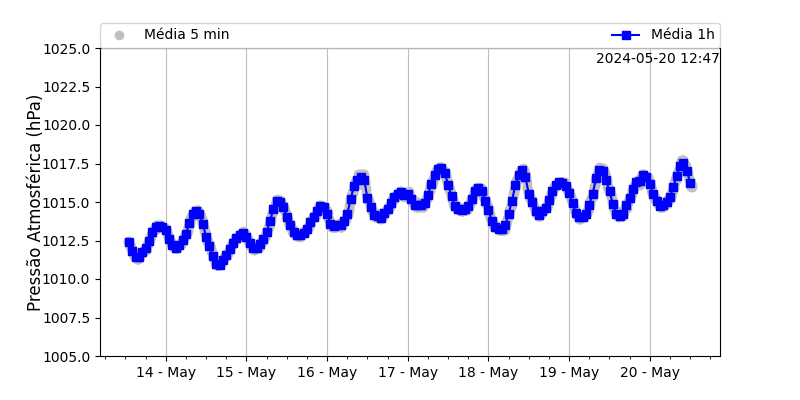 Média 5 min
Média 1h
2024-05-20 12:47
Pressão Atmosférica (hPa)
1025.0
1022.5
1020.0
1017.5
1015.0
1012.5
1010.0
1007.5
1005.0
14 - May
15 - May
16 - May
17 - May
18 - May
19 - May
20 - May